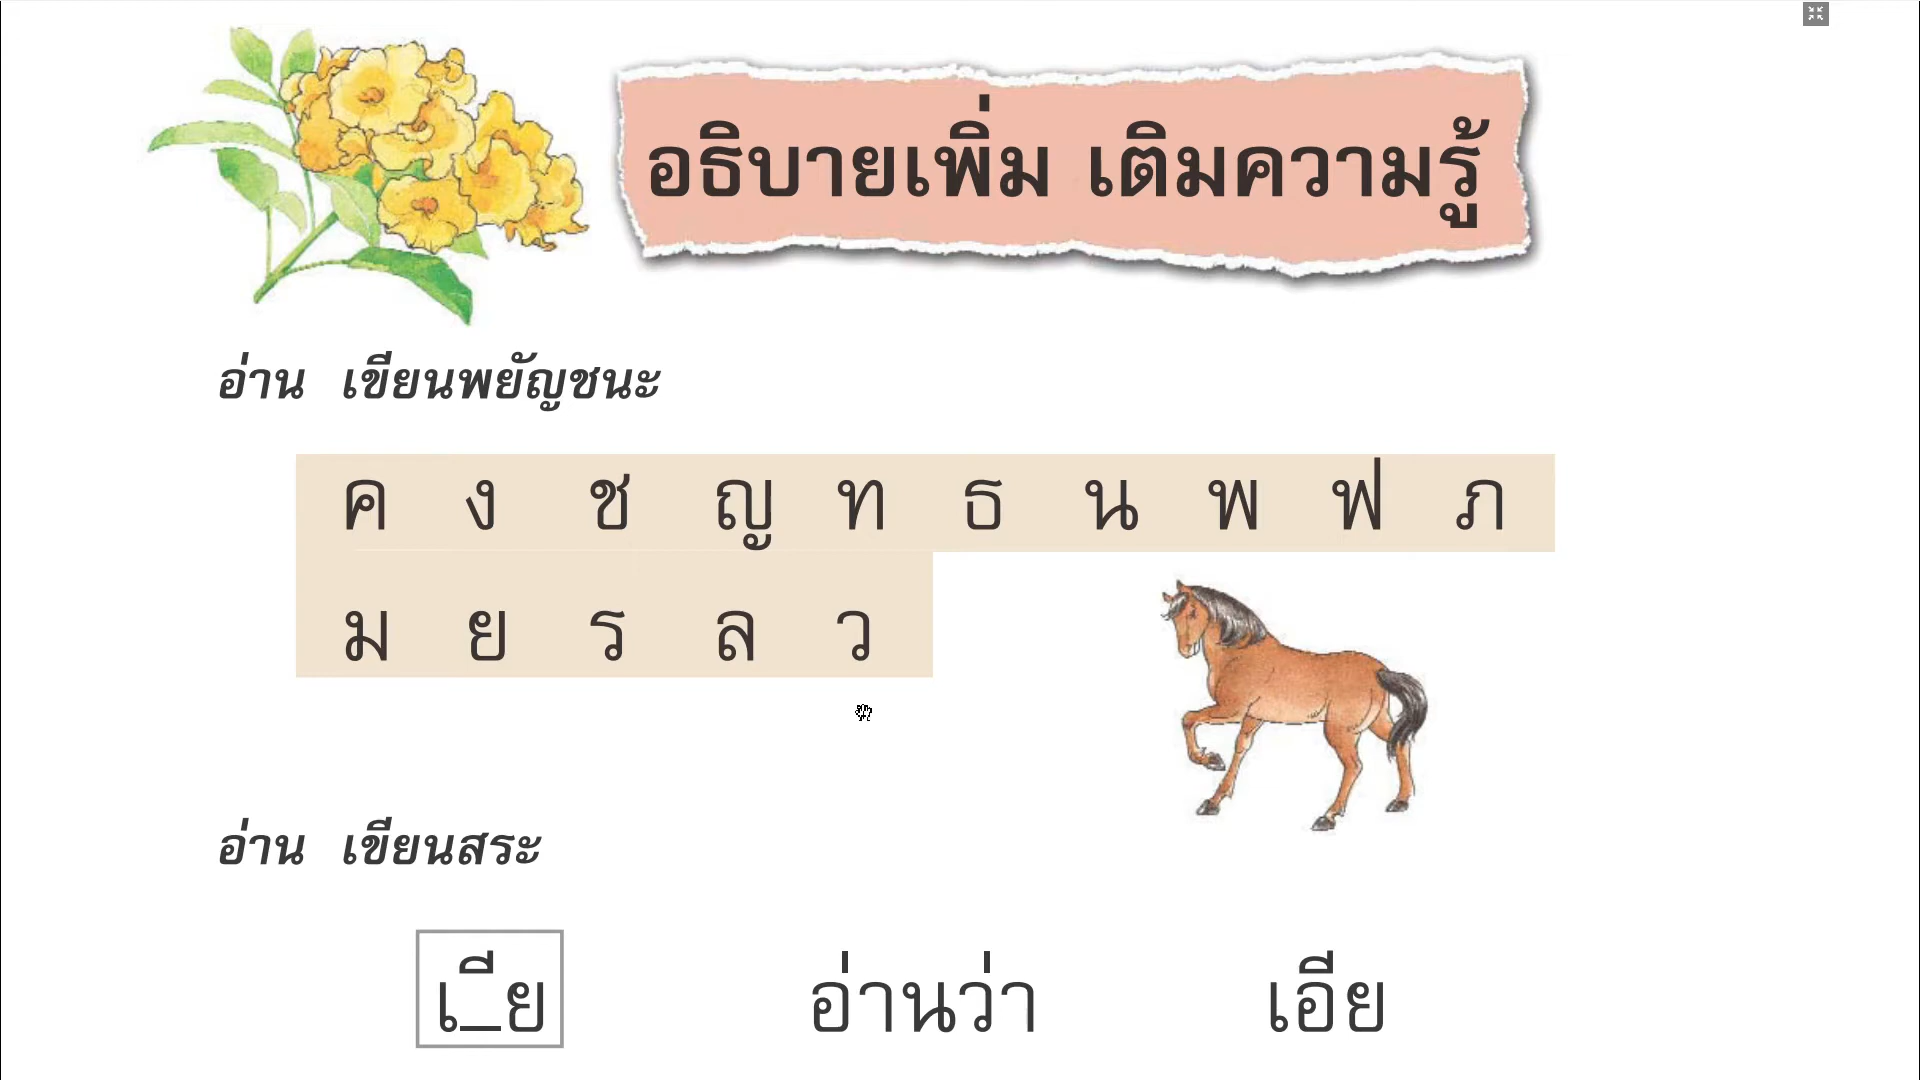 อธิบายเพิ่ม เติมความรู้
อ่าน เขียนพยัญชนะ
ค ง ช ญ ท ธ น พ ฟ ภ
ม ย ร ล ว
อ่าน เขียนสระ
เ_ีย อ่านว่า เอีย